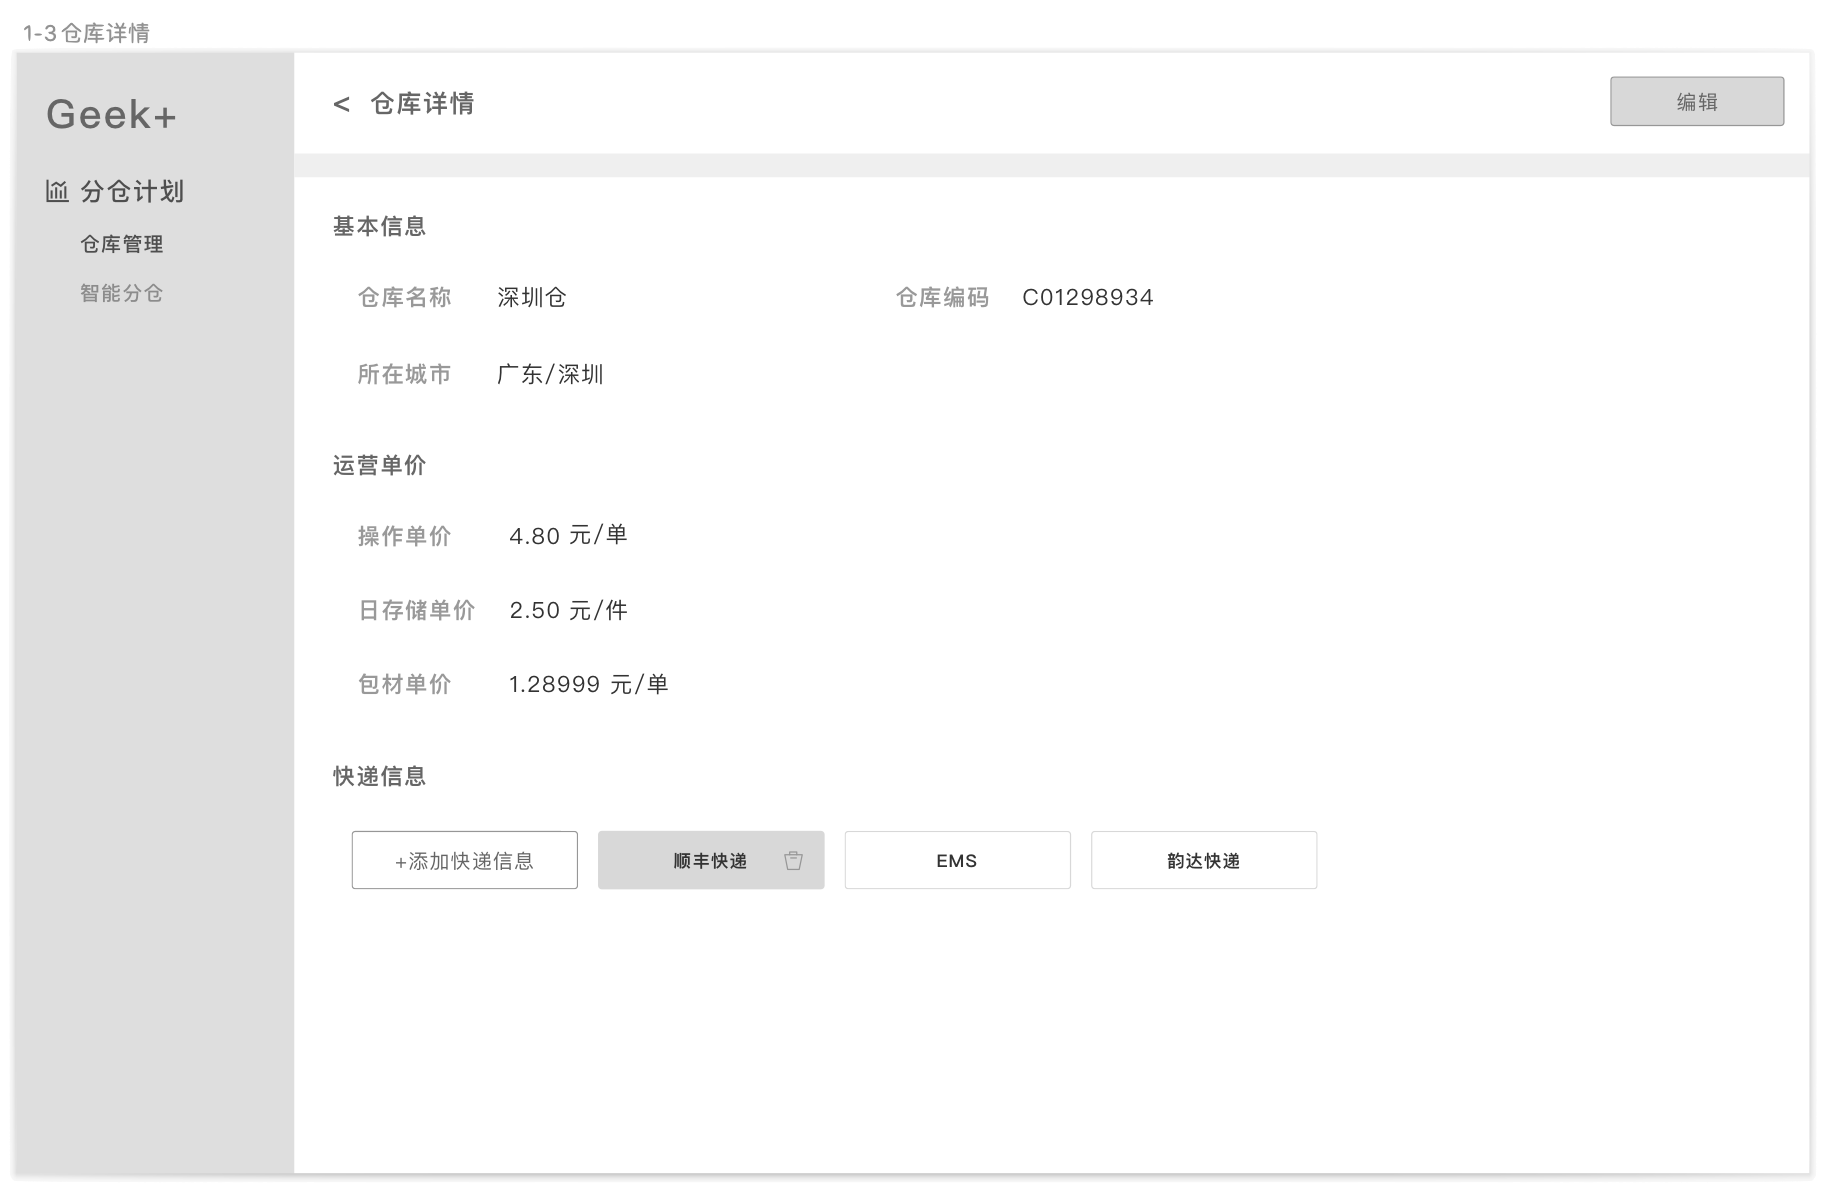 1-3 仓库详情
Geek+
分仓计划
仓库管理
智能分仓
< 仓库详情
编辑
基本信息
仓库名称 深圳仓 仓库编码 C01298934
所在城市 广东/深圳
运营单价
操作单价 4.80 元/单
日存储单价 2.50 元/件
包材单价 1.28999 元/单
快递信息
+添加快递信息 顺丰快递 EMS 韵达快递